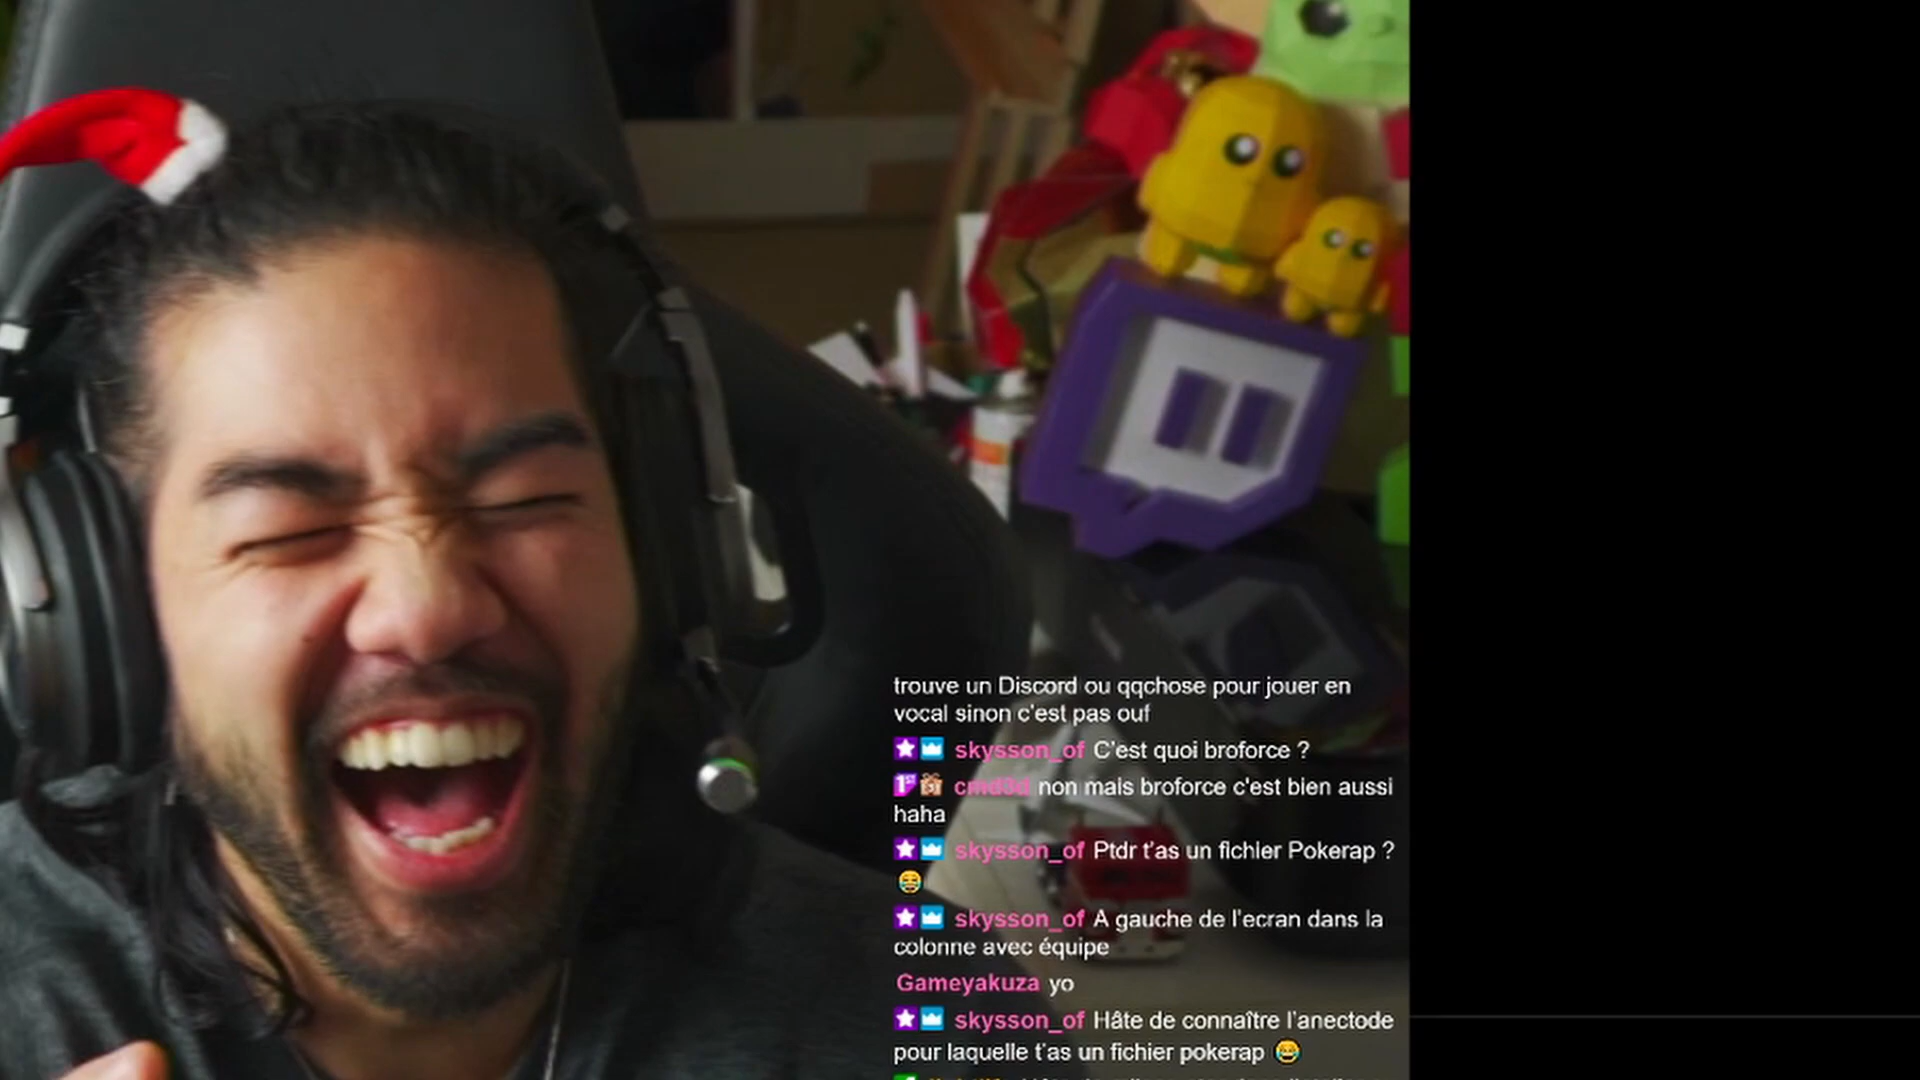 trouve un Discord ou qqchose pour jouer en
vocal sinon c'est pas ouf
skysson_of C'est quoi broforce ?
cmd3d non mais broforce c'est bien aussi
haha
skysson_of Ptdr t'as un fichier Pokerap ?
😂
skysson_of A gauche de l'ecran dans la
colonne avec équipe
Gameyakuza yo
skysson_of Hâte de connaître l'anectode
pour laquelle t'as un fichier pokerap 😂